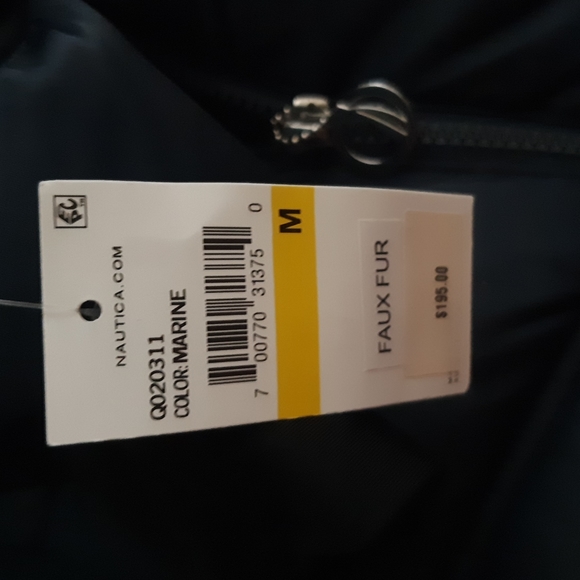 NAUTICA.COM
Q020311
COLOR: MARINE
7 00770 31375 0
M
FAUX FUR
$195.00